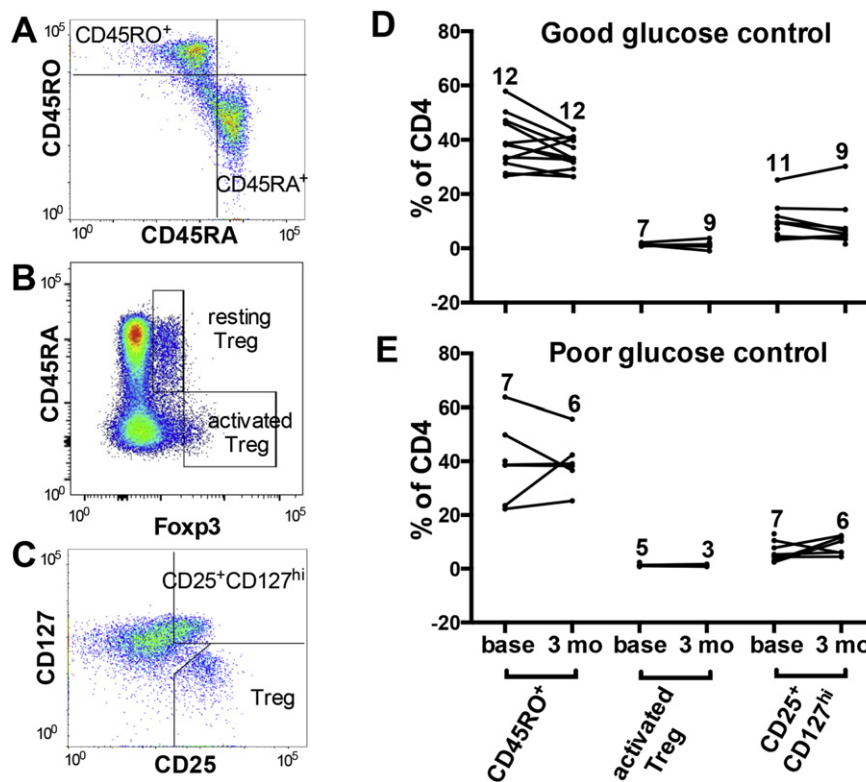 A
CD45RO⁺
CD45RO
10⁵
10⁰
CD45RA⁺
10⁰
CD45RA
10⁵
B
CD45RA
10⁵
10⁰
resting
Treg
activated
Treg
10⁰
Foxp3
10⁵
C
CD127
10⁵
10⁰
CD25⁺CD127ʰⁱ
Treg
10⁰
CD25
10⁵
D
Good glucose control
% of CD4
80
60
40
20
0
-20
12
12
7
9
11
9
E
Poor glucose control
% of CD4
80
60
40
20
0
-20
7
6
5
3
7
6
base 3 mo base 3 mo base 3 mo
CD45RO⁺
activated
Treg
CD25⁺
CD127ʰⁱ